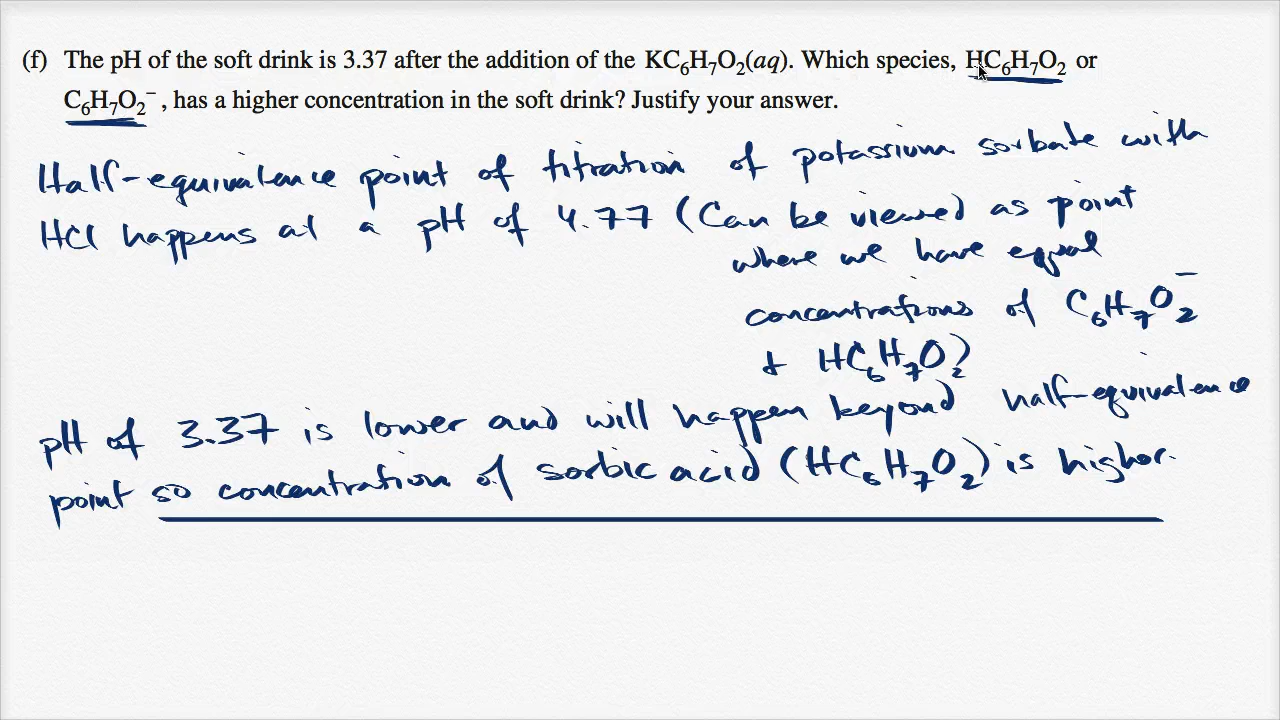 (f) The pH of the soft drink is 3.37 after the addition of the KC₆H₇O₂(aq). Which species, HC₆H₇O₂ or
C₆H₇O₂⁻, has a higher concentration in the soft drink? Justify your answer.
Half-equivalence point of titration of potassium sorbate with
HCl happens at a pH of 4.77 (Can be viewed as point
where we have equal
concentrations of C₆H₇O₂⁻
+ HC₆H₇O₂)
pH of 3.37 is lower and will happen beyond half-equivalence
point so concentration of sorbic acid (HC₆H₇O₂) is higher.